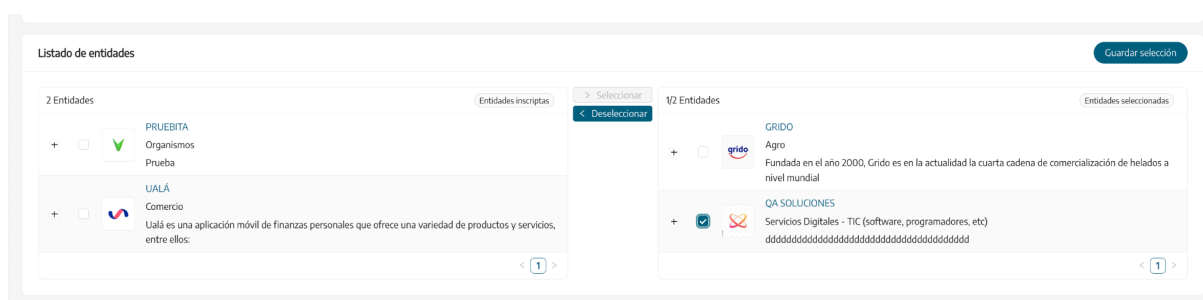 Listado de entidades
Guardar selección
2 Entidades
Entidades inscriptas
+
PRUEBITA
Organismos
Prueba
+
UALÁ
Comercio
Ualá es una aplicación móvil de finanzas personales que ofrece una variedad de productos y servicios,
entre ellos:
< 1 >
> Seleccionar
< Deseleccionar
1/2 Entidades
Entidades seleccionadas
+
grido
GRIDO
Agro
Fundada en el año 2000, Grido es en la actualidad la cuarta cadena de comercialización de helados a
nivel mundial
+
QA SOLUCIONES
Servicios Digitales - TIC (software, programadores, etc)
ddddddddddddddddddddddddddddddddddddddd
< 1 >